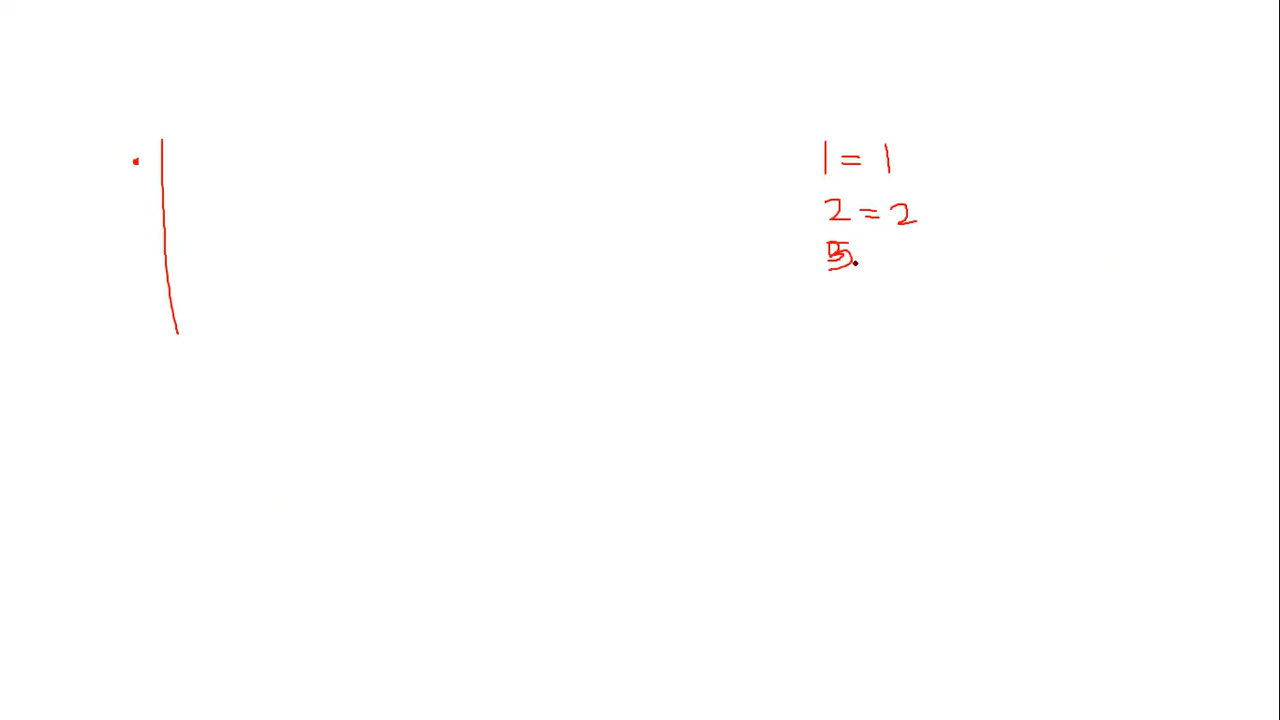 1 = 1
2 = 2